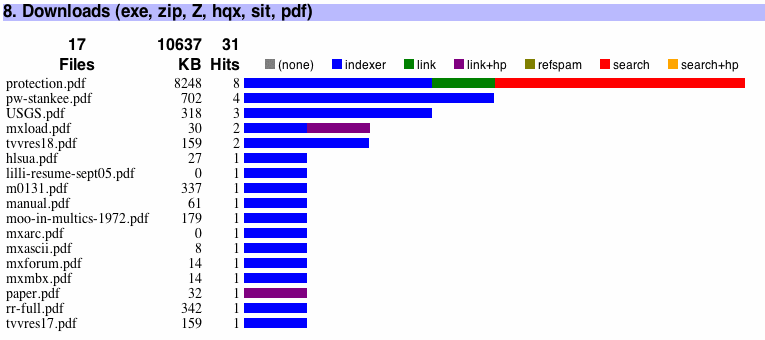 8. Downloads (exe, zip, Z, hqx, sit, pdf)
17 10637 31
Files KB Hits (none) indexer link link+hp refspam search search+hp
protection.pdf 8248 8
pw-stankee.pdf 702 4
USGS.pdf 318 3
mxload.pdf 30 2
tvvres18.pdf 159 2
hlsua.pdf 27 1
lilli-resume-sept05.pdf 0 1
m0131.pdf 337 1
manual.pdf 61 1
moo-in-multics-1972.pdf 179 1
mxarc.pdf 0 1
mxascii.pdf 8 1
mxforum.pdf 14 1
mxmbx.pdf 14 1
paper.pdf 32 1
rr-full.pdf 342 1
tvvres17.pdf 159 1